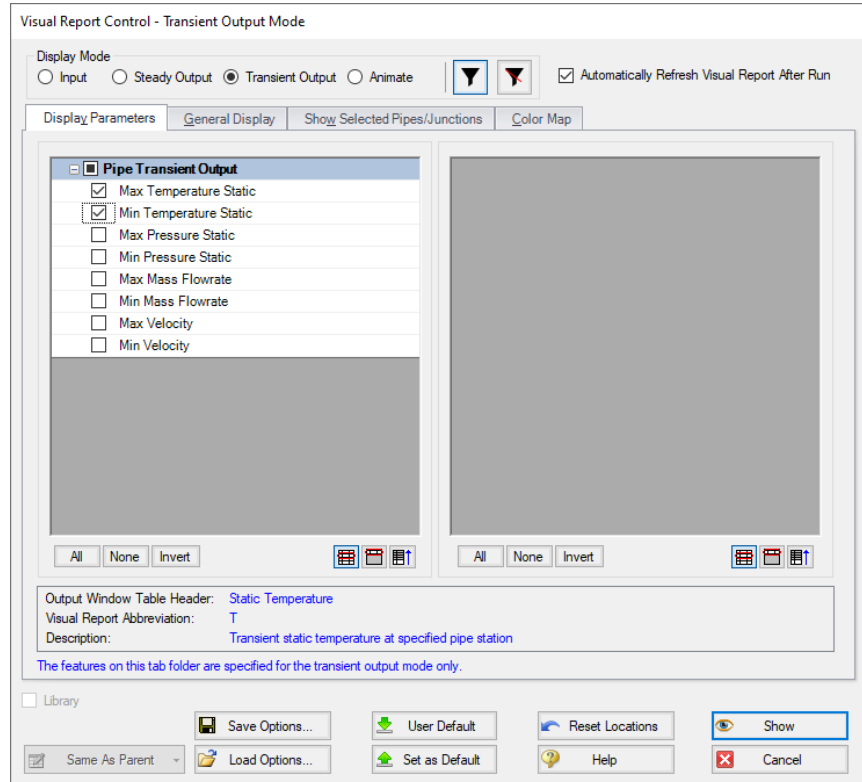 Visual Report Control - Transient Output Mode
Display Mode
Input Steady Output Transient Output Animate
Automatically Refresh Visual Report After Run
Display Parameters General Display Show Selected Pipes/Junctions Color Map
Pipe Transient Output
Max Temperature Static
Min Temperature Static
Max Pressure Static
Min Pressure Static
Max Mass Flowrate
Min Mass Flowrate
Max Velocity
Min Velocity
All None Invert
All None Invert
Output Window Table Header: Static Temperature
Visual Report Abbreviation: T
Description: Transient static temperature at specified pipe station
The features on this tab folder are specified for the transient output mode only.
Library
Save Options... User Default Reset Locations Show
Same As Parent Load Options... Set as Default Help Cancel